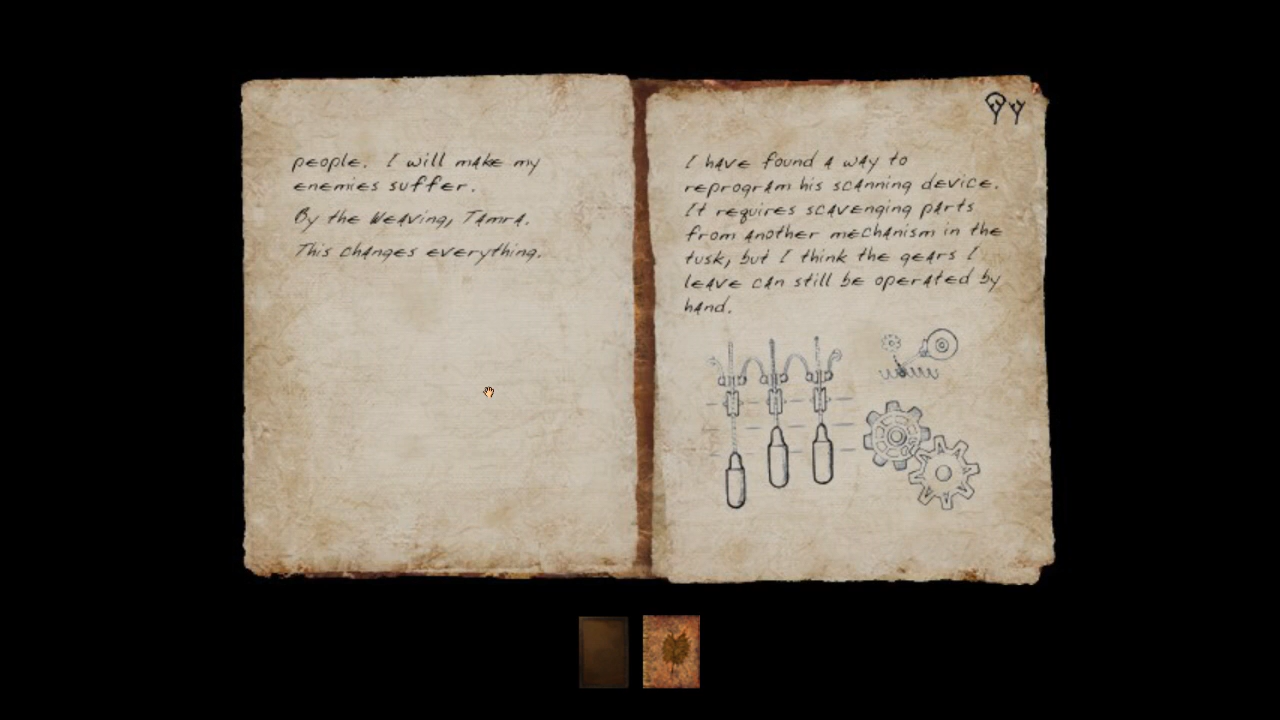 people. I will make my
enemies suffer.
By the Weaving, Tamra.
This changes everything.
I have found a way to
reprogram his scanning device.
It requires scavenging parts
from another mechanism in the
tusk, but I think the gears I
leave can still be operated by
hand.